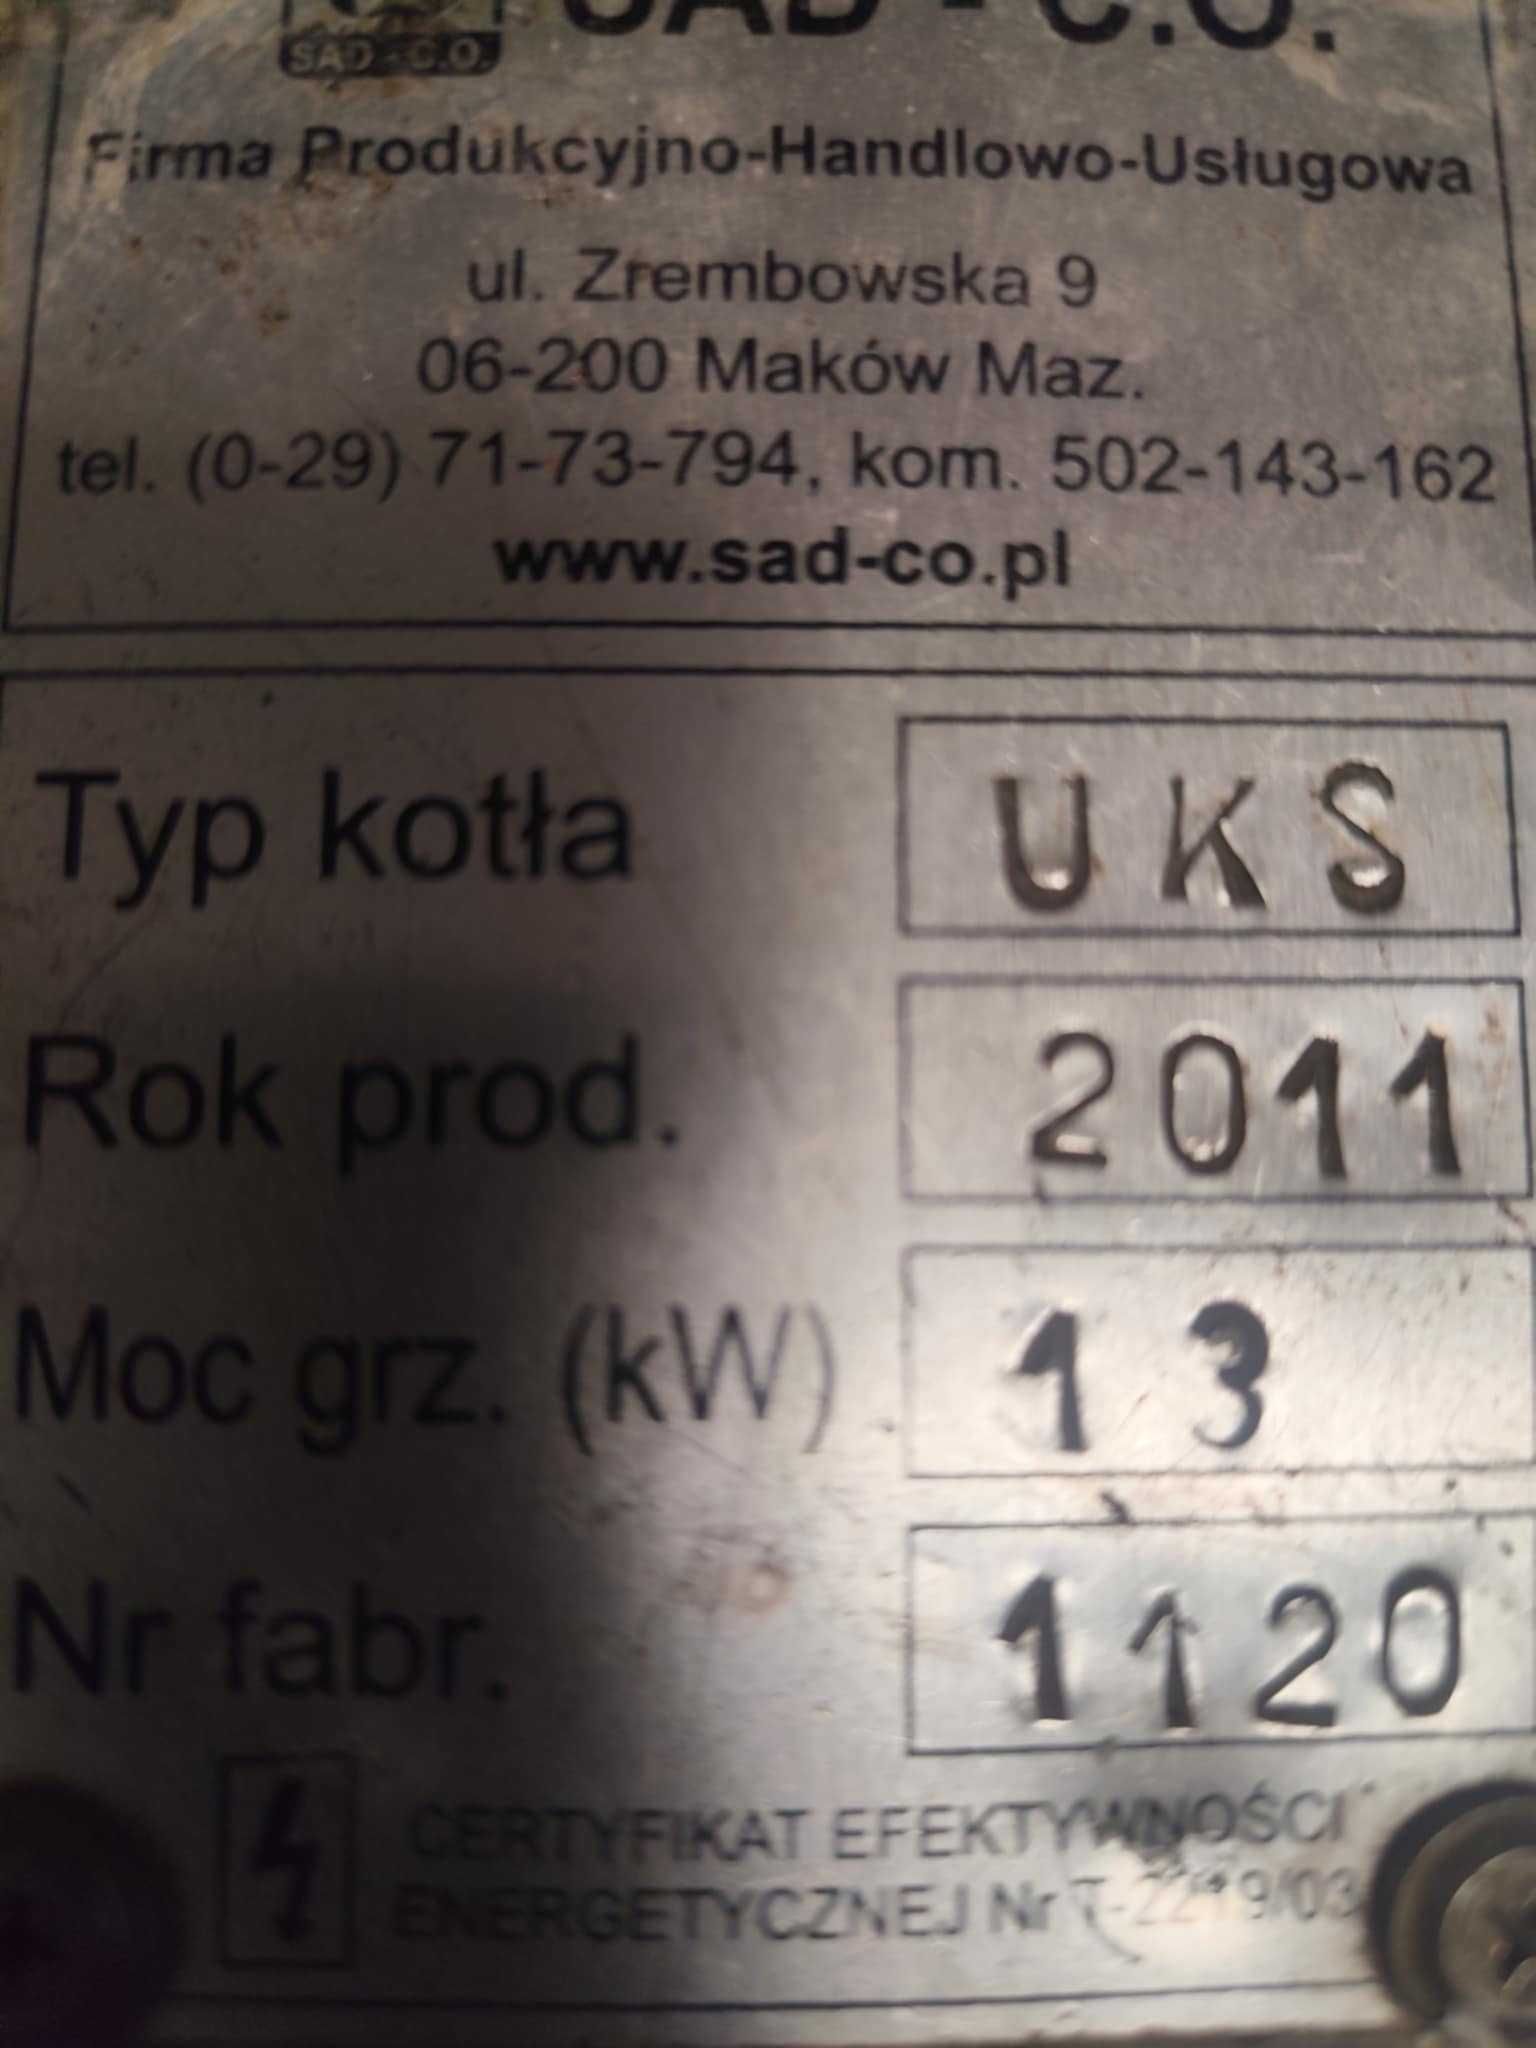 SAD - C.O.
SAD - C.O.
Firma Produkcyjno-Handlowo-Usługowa
ul. Zrembowska 9
06-200 Maków Maz.
tel. (0-29) 71-73-794, kom. 502-143-162
www.sad-co.pl
Typ kotła UKS
Rok prod. 2011
Moc grz. (kW) 13
Nr fabr. 1120
CERTYFIKAT EFEKTYWNOŚCI
ENERGETYCZNEJ Nr